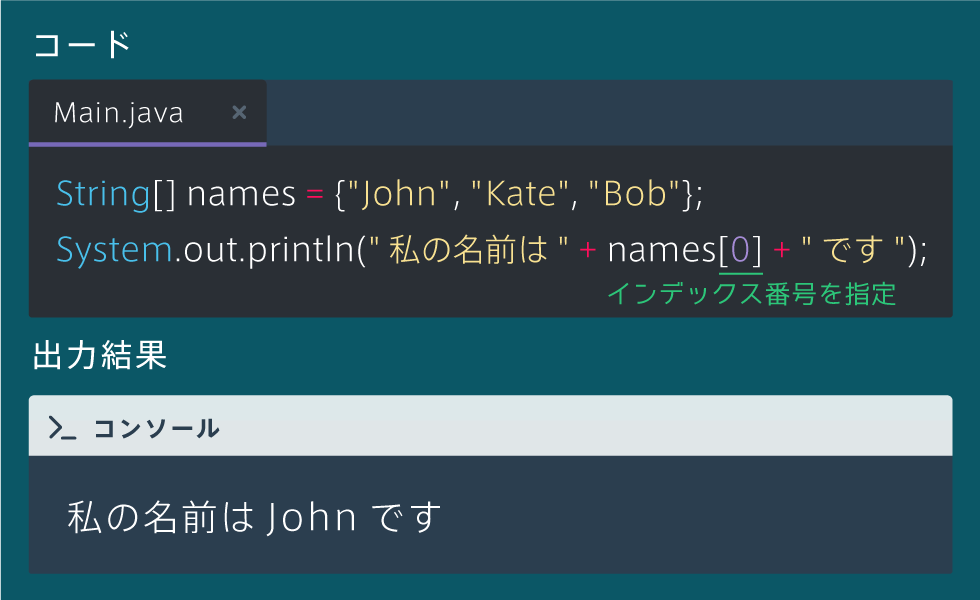 コード
Main.java ×
String[] names = {"John", "Kate", "Bob"};
System.out.println(" 私の名前は " + names[0] + " です ");
インデックス番号を指定
出力結果
>_ コンソール
私の名前は John です